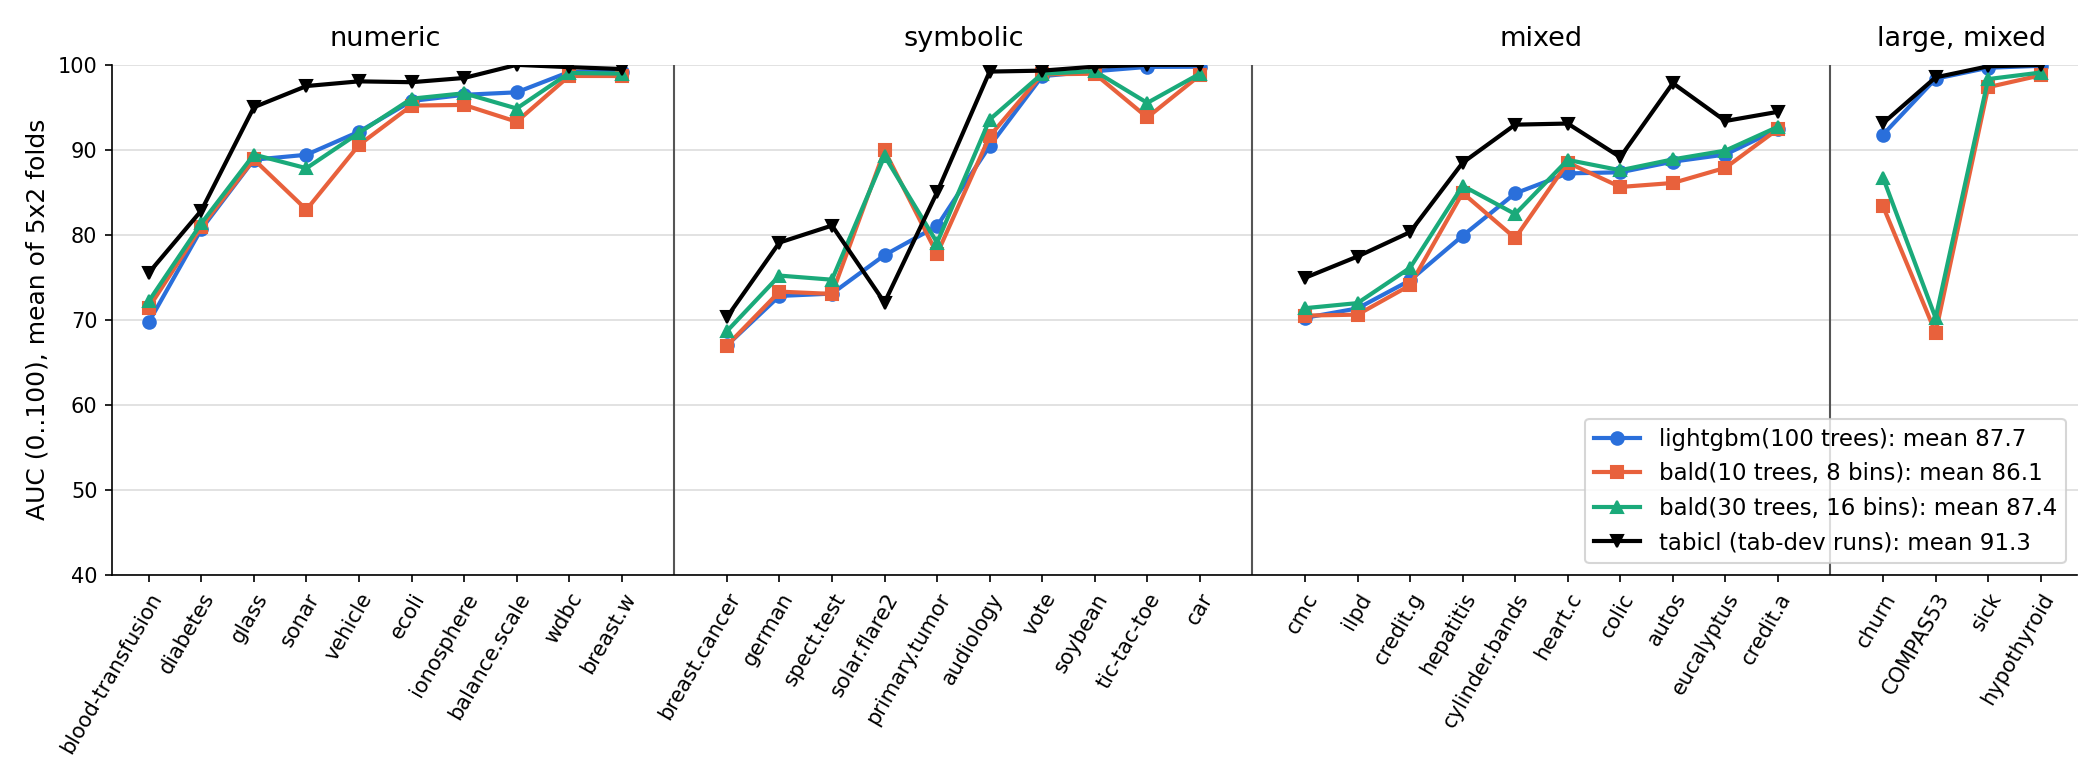 numeric
symbolic
mixed
large, mixed
AUC (0..100), mean of 5x2 folds
100
90
80
70
60
50
40
lightgbm(100 trees): mean 87.7
bald(10 trees, 8 bins): mean 86.1
bald(30 trees, 16 bins): mean 87.4
tabicl (tab-dev runs): mean 91.3
blood-transfusion
diabetes
glass
sonar
vehicle
ecoli
ionosphere
balance.scale
wdbc
breast.w
breast.cancer
german
spect.test
solar.flare2
primary.tumor
audiology
vote
soybean
tic-tac-toe
car
cmc
ilpd
credit.g
hepatitis
cylinder.bands
heart.c
colic
autos
eucalyptus
credit.a
churn
COMPAS53
sick
hypothyroid